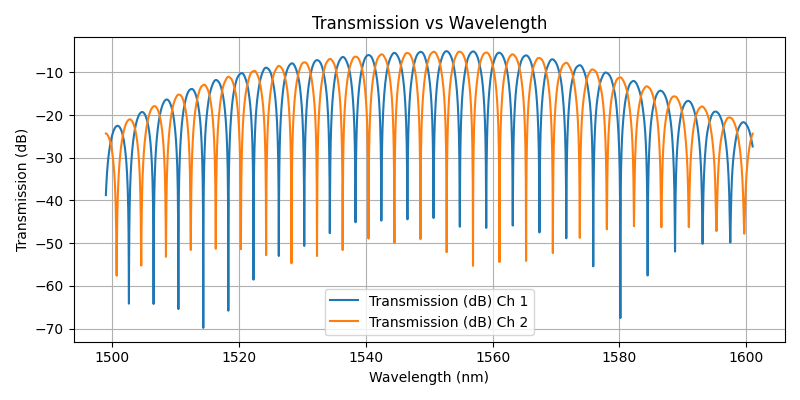 Transmission vs Wavelength
Transmission (dB)
−10
−20
−30
−40
−50
−60
−70
Transmission (dB) Ch 1
Transmission (dB) Ch 2
1500
1520
1540
1560
1580
1600
Wavelength (nm)